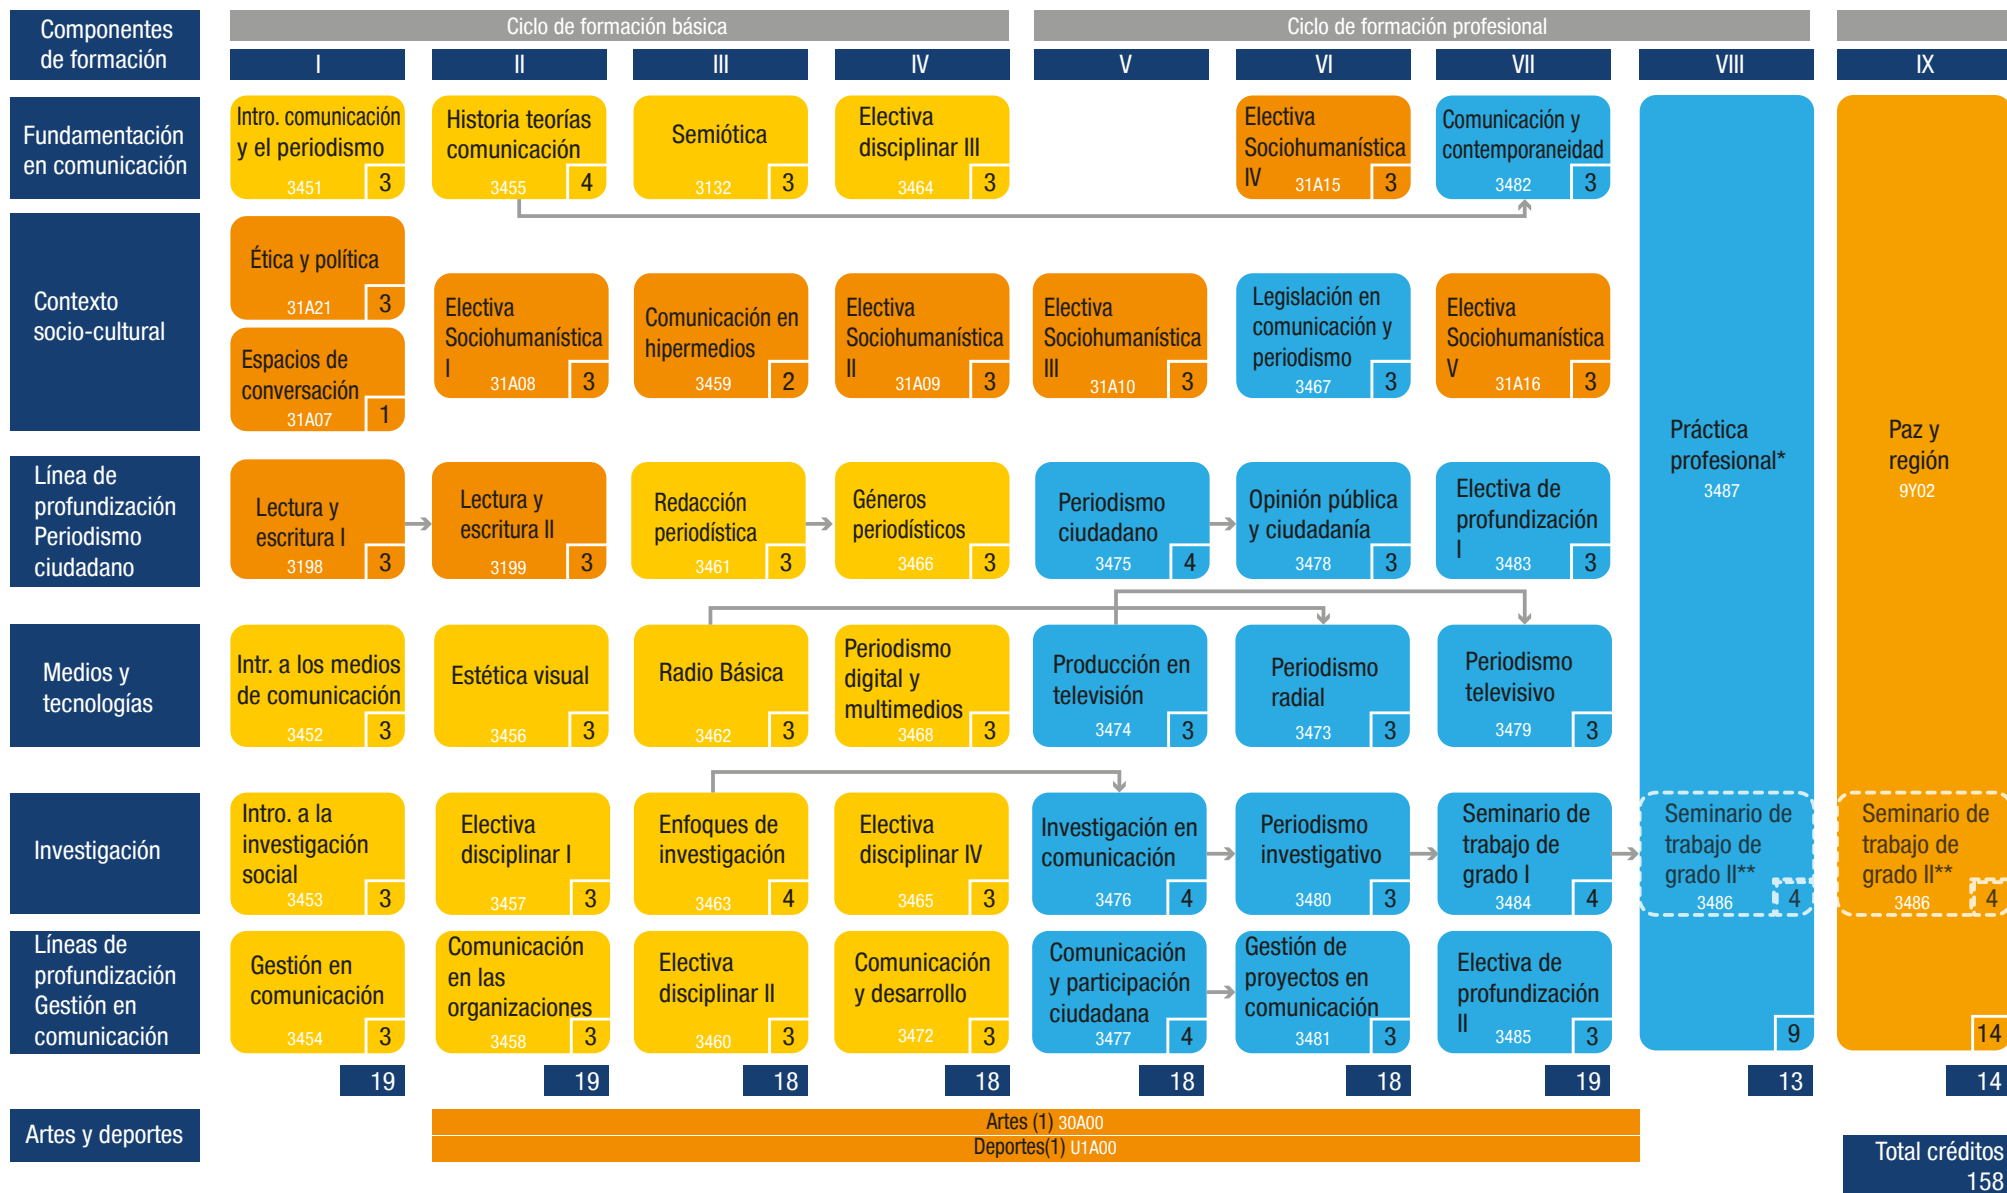 Componentes
de formación
Ciclo de formación básica
Ciclo de formación profesional
I
II
III
IV
V
VI
VII
VIII
IX
Fundamentación
en comunicación
Intro. comunicación
y el periodismo
3451
3
Historia teorías
comunicación
3455
4
Semiótica
3132
3
Electiva
disciplinar III
3464
3
Electiva
Sociohumanística
IV
31A15
3
Comunicación y
contemporaneidad
3482
3
Contexto
socio-cultural
Ética y política
31A21
3
Espacios de
conversación
31A07
1
Electiva
Sociohumanística
I
31A08
3
Comunicación en
hipermedios
3459
2
Electiva
Sociohumanística
II
31A09
3
Electiva
Sociohumanística
III
31A10
3
Legislación en
comunicación y
periodismo
3467
3
Electiva
Sociohumanística
V
31A16
3
Línea de
profundización
Periodismo
ciudadano
Lectura y
escritura I
3198
3
Lectura y
escritura II
3199
3
Redacción
periodística
3461
3
Géneros
periodísticos
3466
3
Periodismo
ciudadano
3475
4
Opinión pública
y ciudadanía
3478
3
Electiva de
profundización
I
3483
3
Práctica
profesional*
3487
Paz y
región
9Y02
Medios y
tecnologías
Intr. a los medios
de comunicación
3452
3
Estética visual
3456
3
Radio Básica
3462
3
Periodismo
digital y
multimedios
3468
3
Producción en
televisión
3474
3
Periodismo
radial
3473
3
Periodismo
televisivo
3479
3
Investigación
Intro. a la
investigación
social
3453
3
Electiva
disciplinar I
3457
3
Enfoques de
investigación
3463
4
Electiva
disciplinar IV
3465
3
Investigación en
comunicación
3476
4
Periodismo
investigativo
3480
3
Seminario de
trabajo de
grado I
3484
4
Seminario de
trabajo de
grado II**
3486
4
Seminario de
trabajo de
grado II**
3486
4
Líneas de
profundización
Gestión en
comunicación
Gestión en
comunicación
3454
3
Comunicación
en las
organizaciones
3458
3
Electiva
disciplinar II
3460
3
Comunicación
y desarrollo
3472
3
Comunicación
y participación
ciudadana
3477
4
Gestión de
proyectos en
comunicación
3481
3
Electiva de
profundización
II
3485
3
9
14
19
19
18
18
18
18
19
13
14
Artes y deportes
Artes (1) 30A00
Deportes(1) U1A00
Total créditos
158